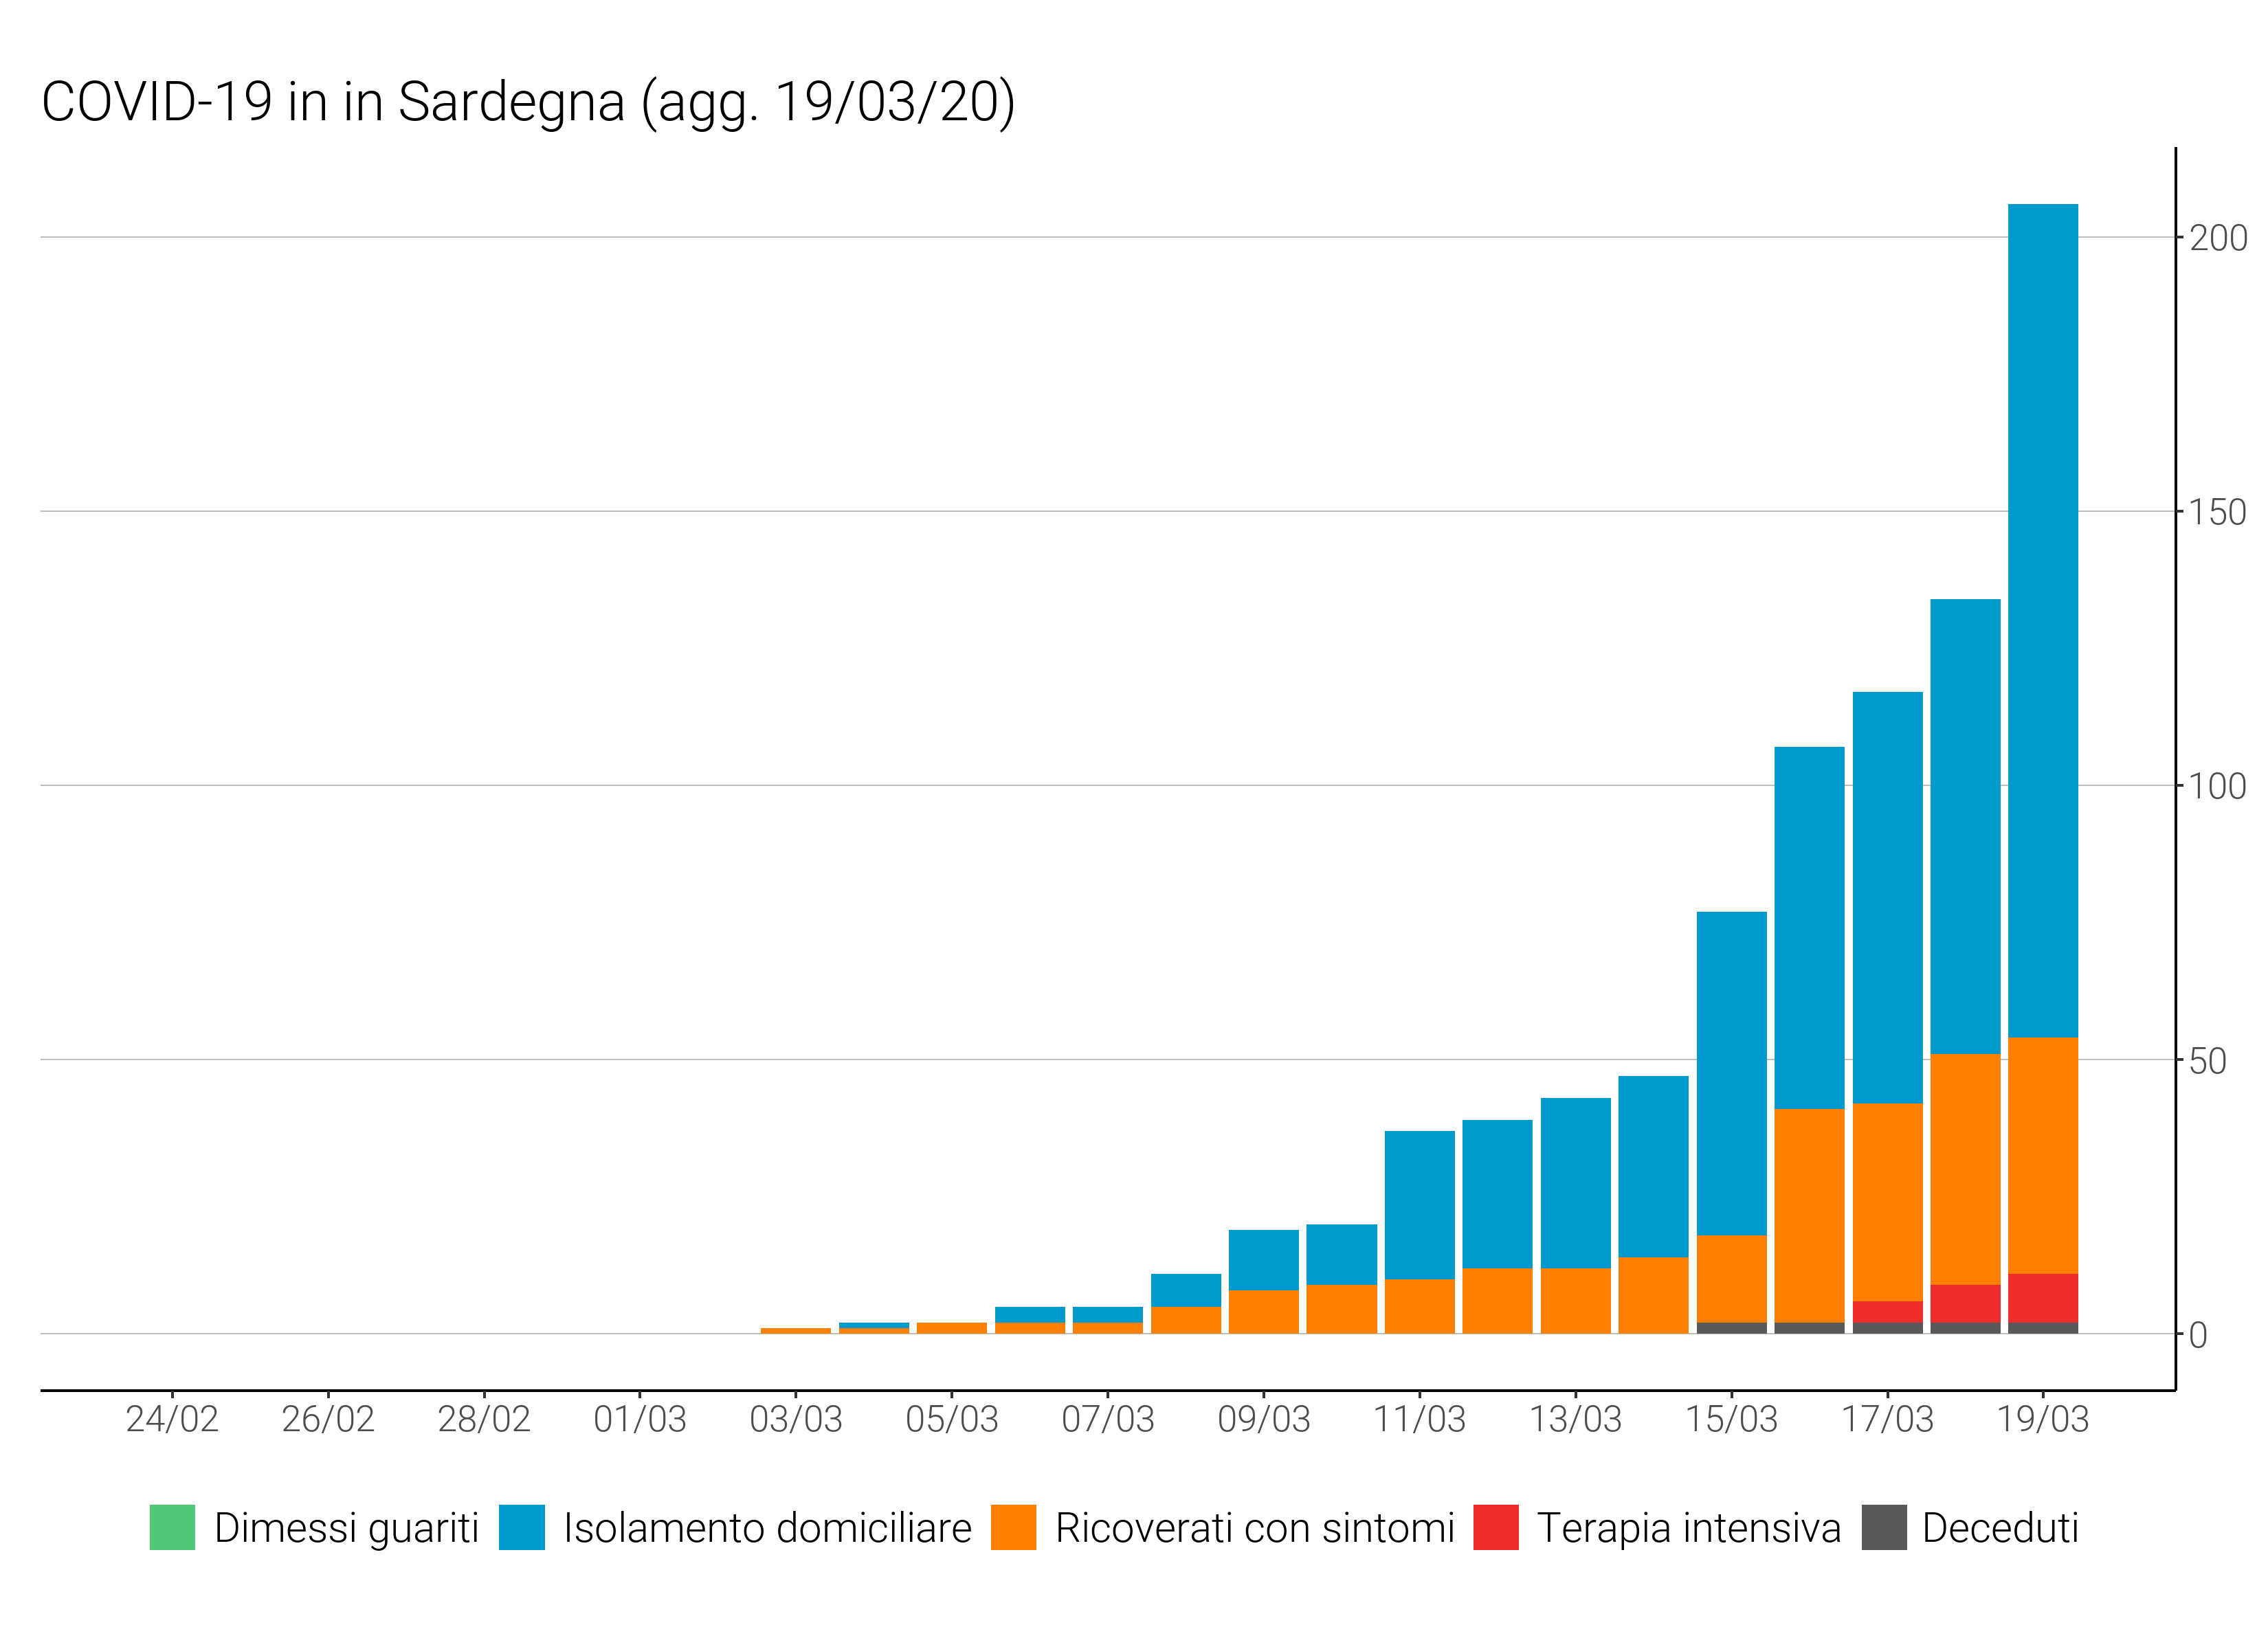 COVID-19 in in Sardegna (agg. 19/03/20)
200
150
100
50
0
24/02 26/02 28/02 01/03 03/03 05/03 07/03 09/03 11/03 13/03 15/03 17/03 19/03
Dimessi guariti Isolamento domiciliare Ricoverati con sintomi Terapia intensiva Deceduti